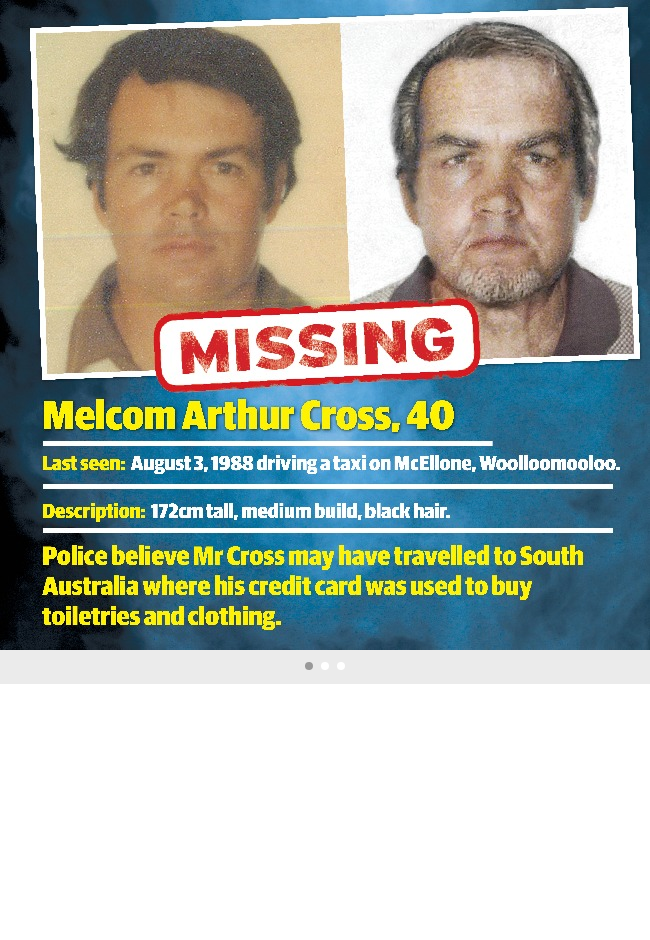 MISSING
Melcom Arthur Cross, 40
Last seen: August 3, 1988 driving a taxi on McEllone, Woolloomooloo.
Description: 172cm tall, medium build, black hair.
Police believe Mr Cross may have travelled to South
Australia where his credit card was used to buy
toiletries and clothing.